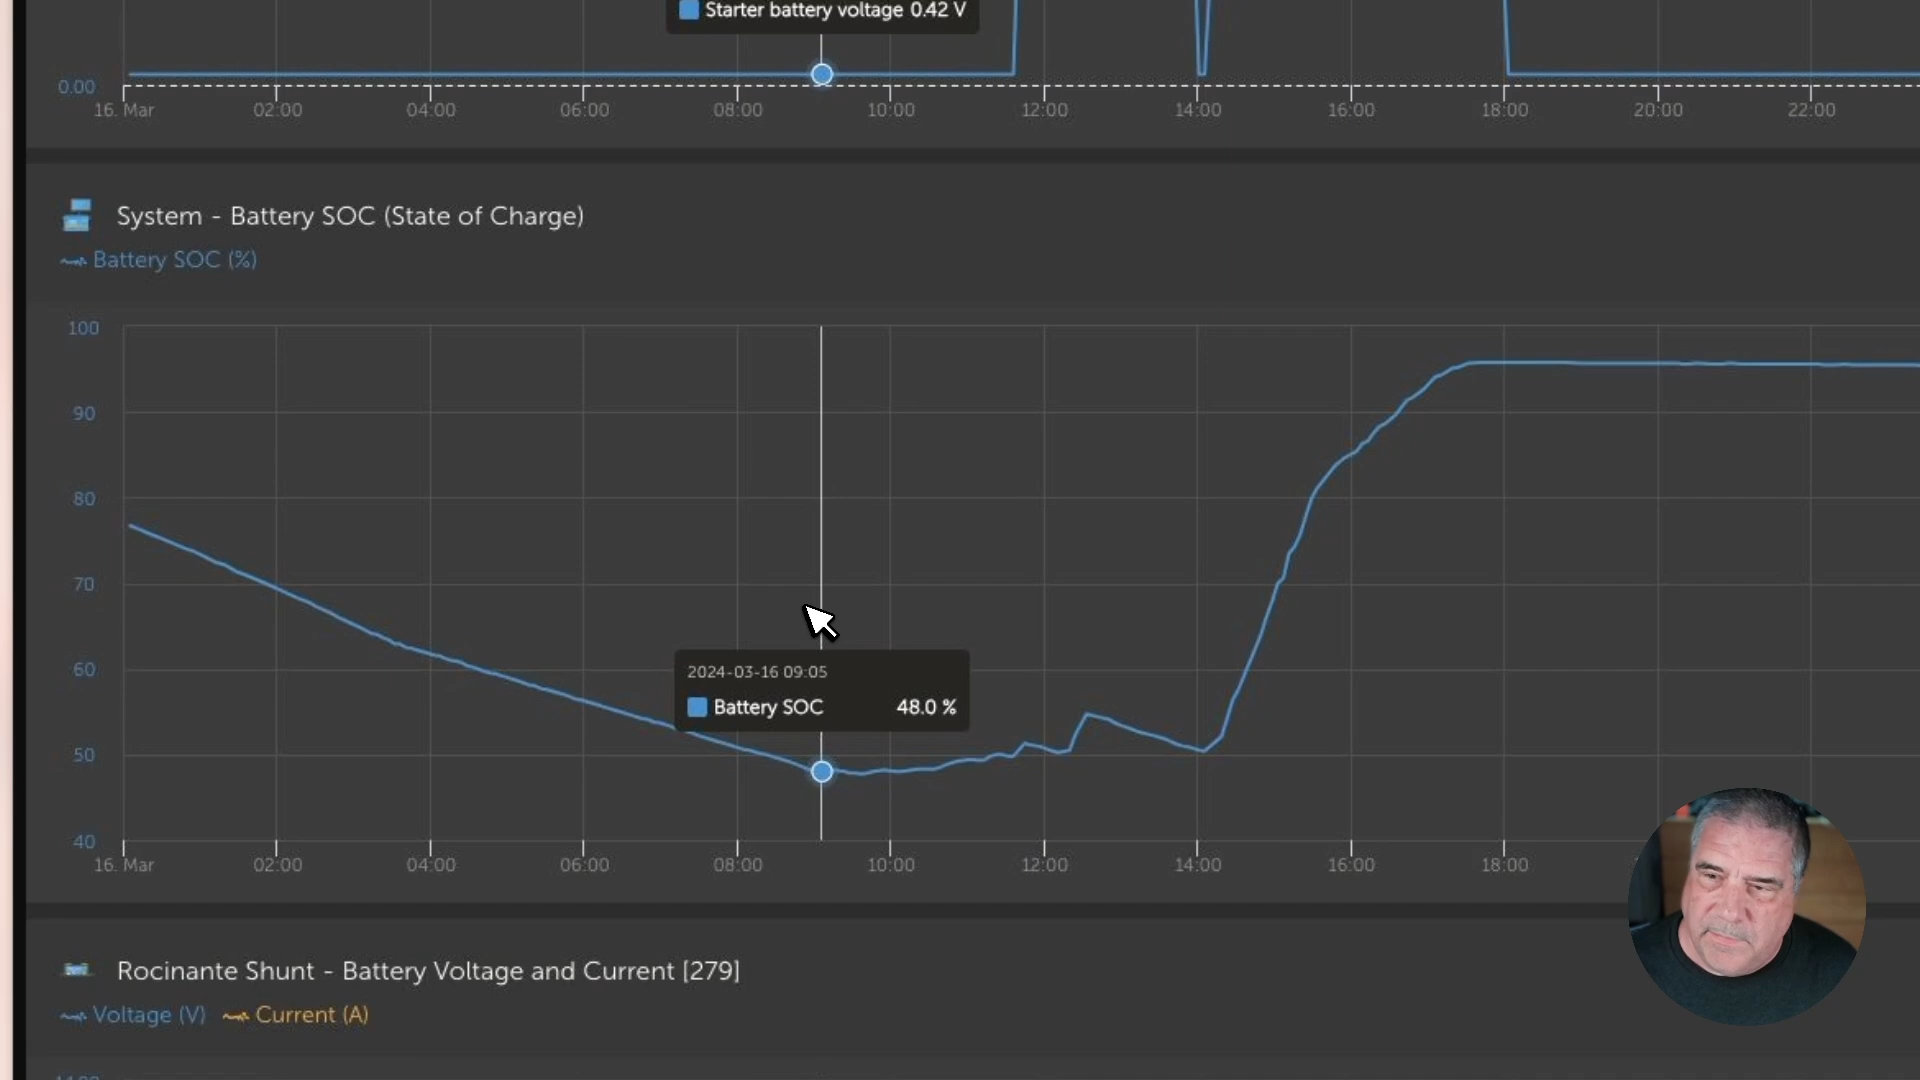 Starter battery voltage 0.42 V
0.00
16. Mar 02:00 04:00 06:00 08:00 10:00 12:00 14:00 16:00 18:00 20:00 22:00
System - Battery SOC (State of Charge)
Battery SOC (%)
100
90
80
70
60
50
40
2024-03-16 09:05
Battery SOC 48.0 %
16. Mar 02:00 04:00 06:00 08:00 10:00 12:00 14:00 16:00 18:00
Rocinante Shunt - Battery Voltage and Current [279]
Voltage (V) Current (A)